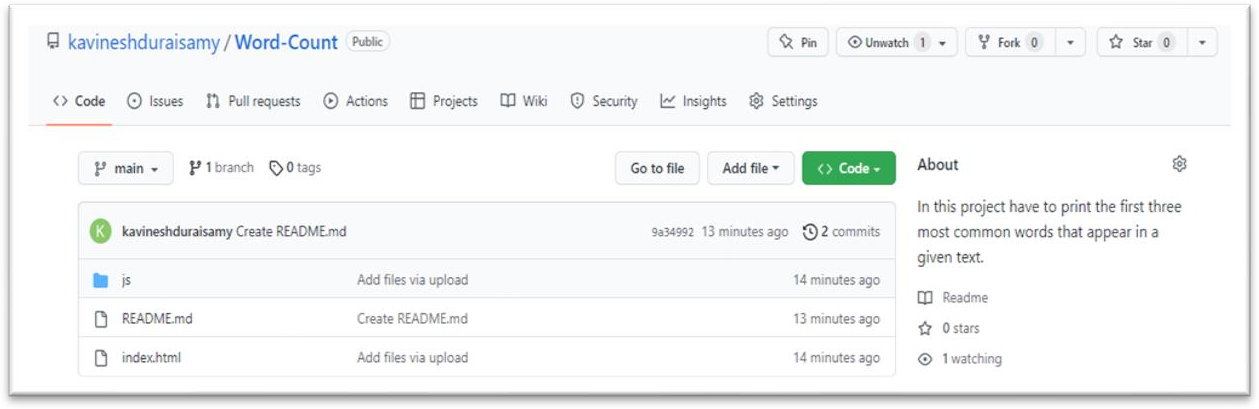 kavineshduraisamy / Word-Count Public
Pin Unwatch 1 Fork 0 Star 0
<> Code Issues Pull requests Actions Projects Wiki Security Insights Settings
main 1 branch 0 tags Go to file Add file <> Code
K kavineshduraisamy Create README.md 9a34992 13 minutes ago 2 commits
js Add files via upload 14 minutes ago
README.md Create README.md 13 minutes ago
index.html Add files via upload 14 minutes ago
About
In this project have to print the first three
most common words that appear in a
given text.
Readme
0 stars
1 watching